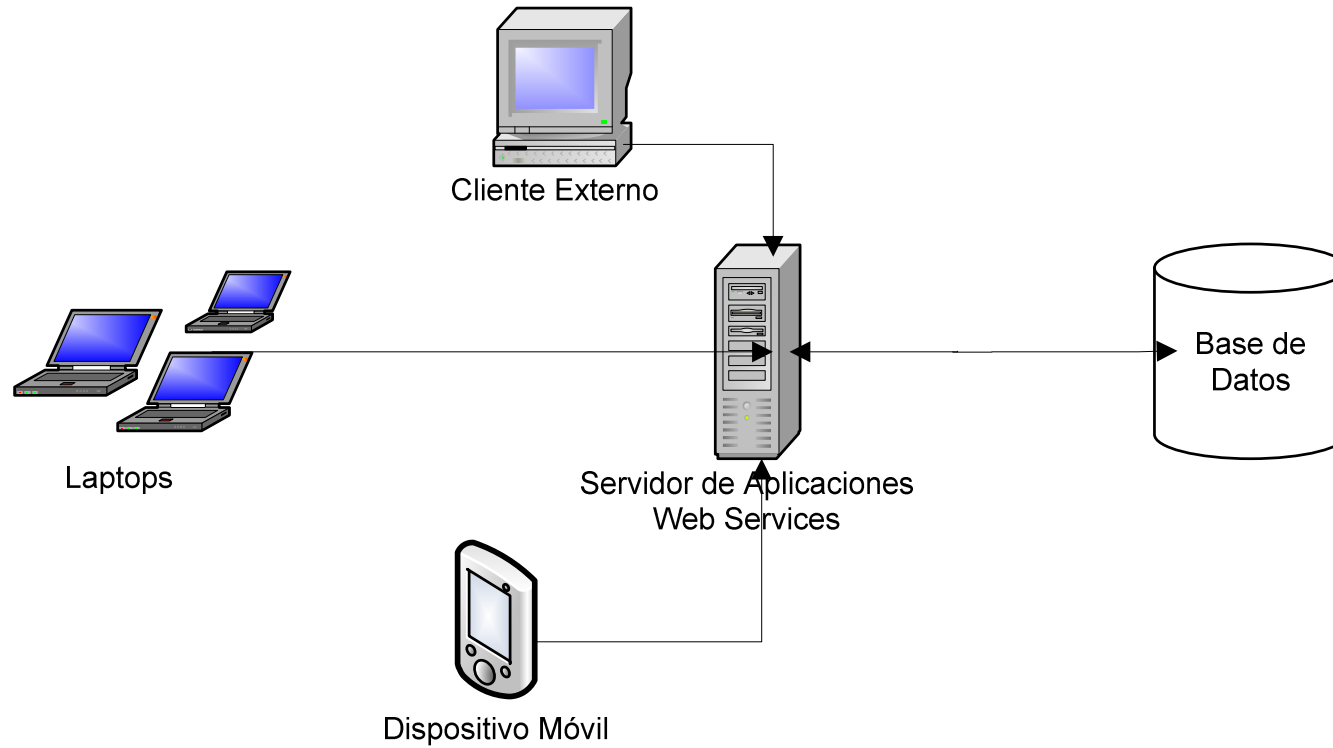 Cliente Externo
Base de
Datos
Laptops
Servidor de Aplicaciones
Web Services
Dispositivo Móvil